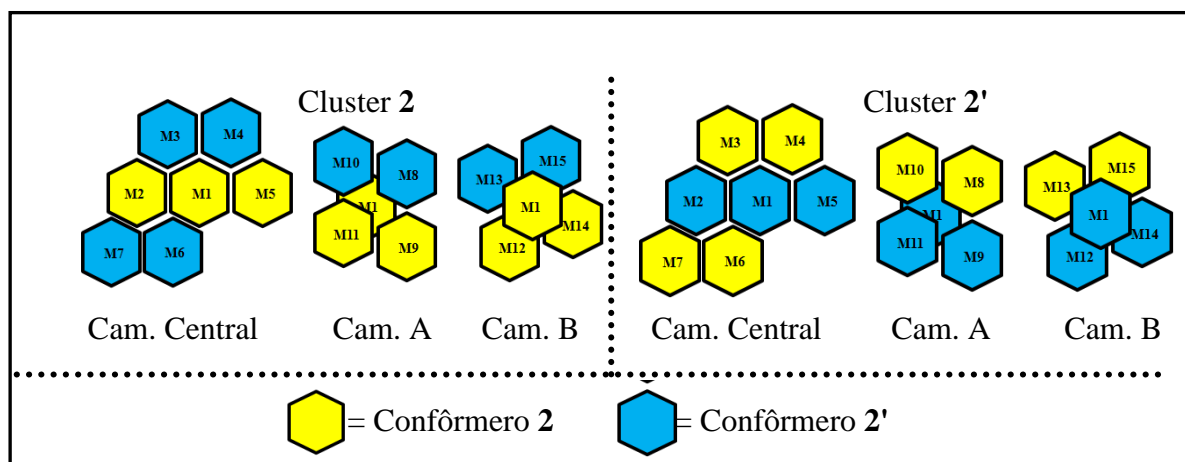 Cluster 2
Cluster 2'
M3 M4
M2 M1 M5
M7 M6
M10 M8
M1
M11 M9
M13 M15
M1
M12 M14
M3 M4
M2 M1 M5
M7 M6
M10 M8
M1
M11 M9
M13 M15
M1
M12 M14
Cam. Central Cam. A Cam. B
Cam. Central Cam. A Cam. B
= Confôrmero 2
= Confôrmero 2'